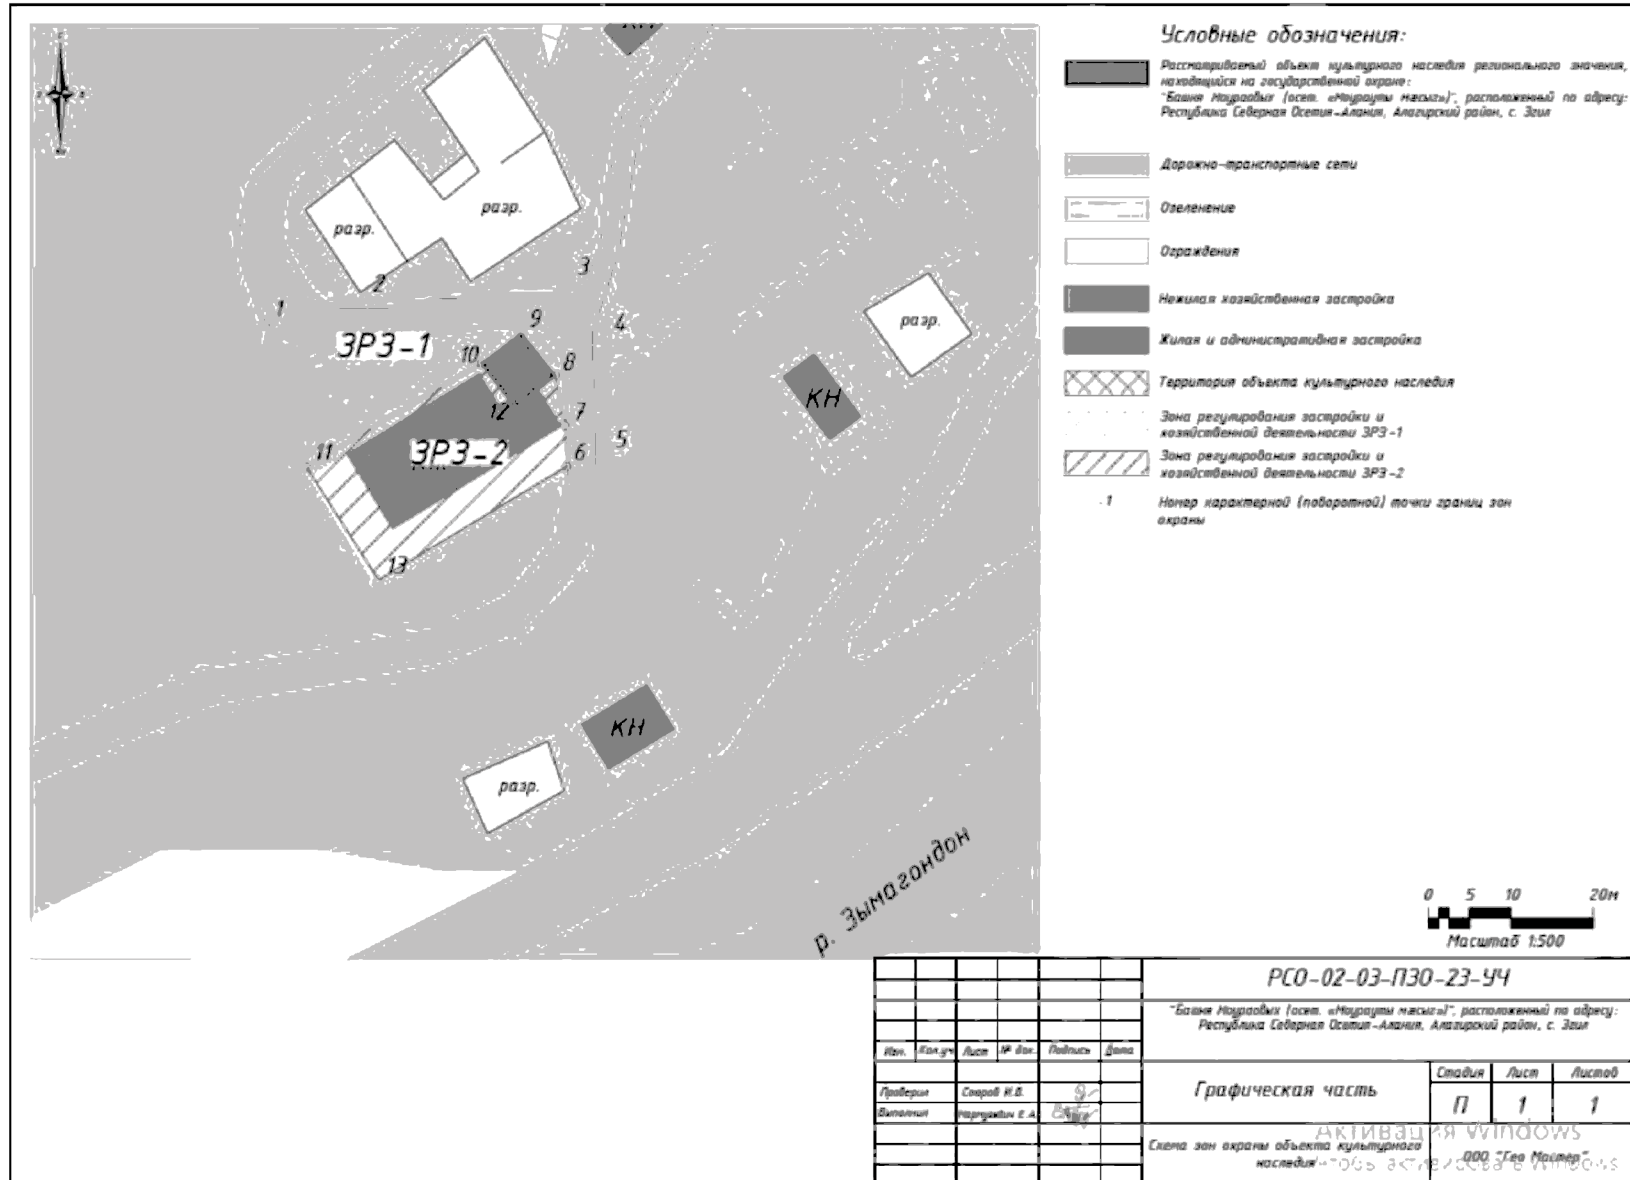 Условные обозначения:
Рассматриваемый объект культурного наследия регионального значения,
находящийся на государственной охране:
"Башня Моураовых (осет. «Моурауты мæсыг»)", расположенный по адресу:
Республика Северная Осетия-Алания, Алагирский район, с. Згил
Дорожно-транспортные сети
Озеленение
Ограждения
Нежилая хозяйственная застройка
Жилая и административная застройка
Территория объекта культурного наследия
Зона регулирования застройки и
хозяйственной деятельности ЗРЗ-1
Зона регулирования застройки и
хозяйственной деятельности ЗРЗ-2
1
Номер характерной (поворотной) точки границ зон
охраны
КН
разр.
разр.
2
3
1
ЗРЗ-1
9
4
10
8
12
7
11
ЗРЗ-2
6
5
13
разр.
КН
КН
разр.
р. Зымагондон
0 5 10 20м
Масштаб 1:500
РСО-02-03-ПЗО-23-УЧ
"Башня Моураовых (осет. «Моурауты мæсыг»)", расположенный по адресу:
Республика Северная Осетия-Алания, Алагирский район, с. Згил
Изм. Кол.уч Лист № док. Подпись Дата
Проверил
Выполнил
Графическая часть
Стадия Лист Листов
П 1 1
Схема зон охраны объекта культурного
наследия
ООО "Гео Мастер"
Активация Windows